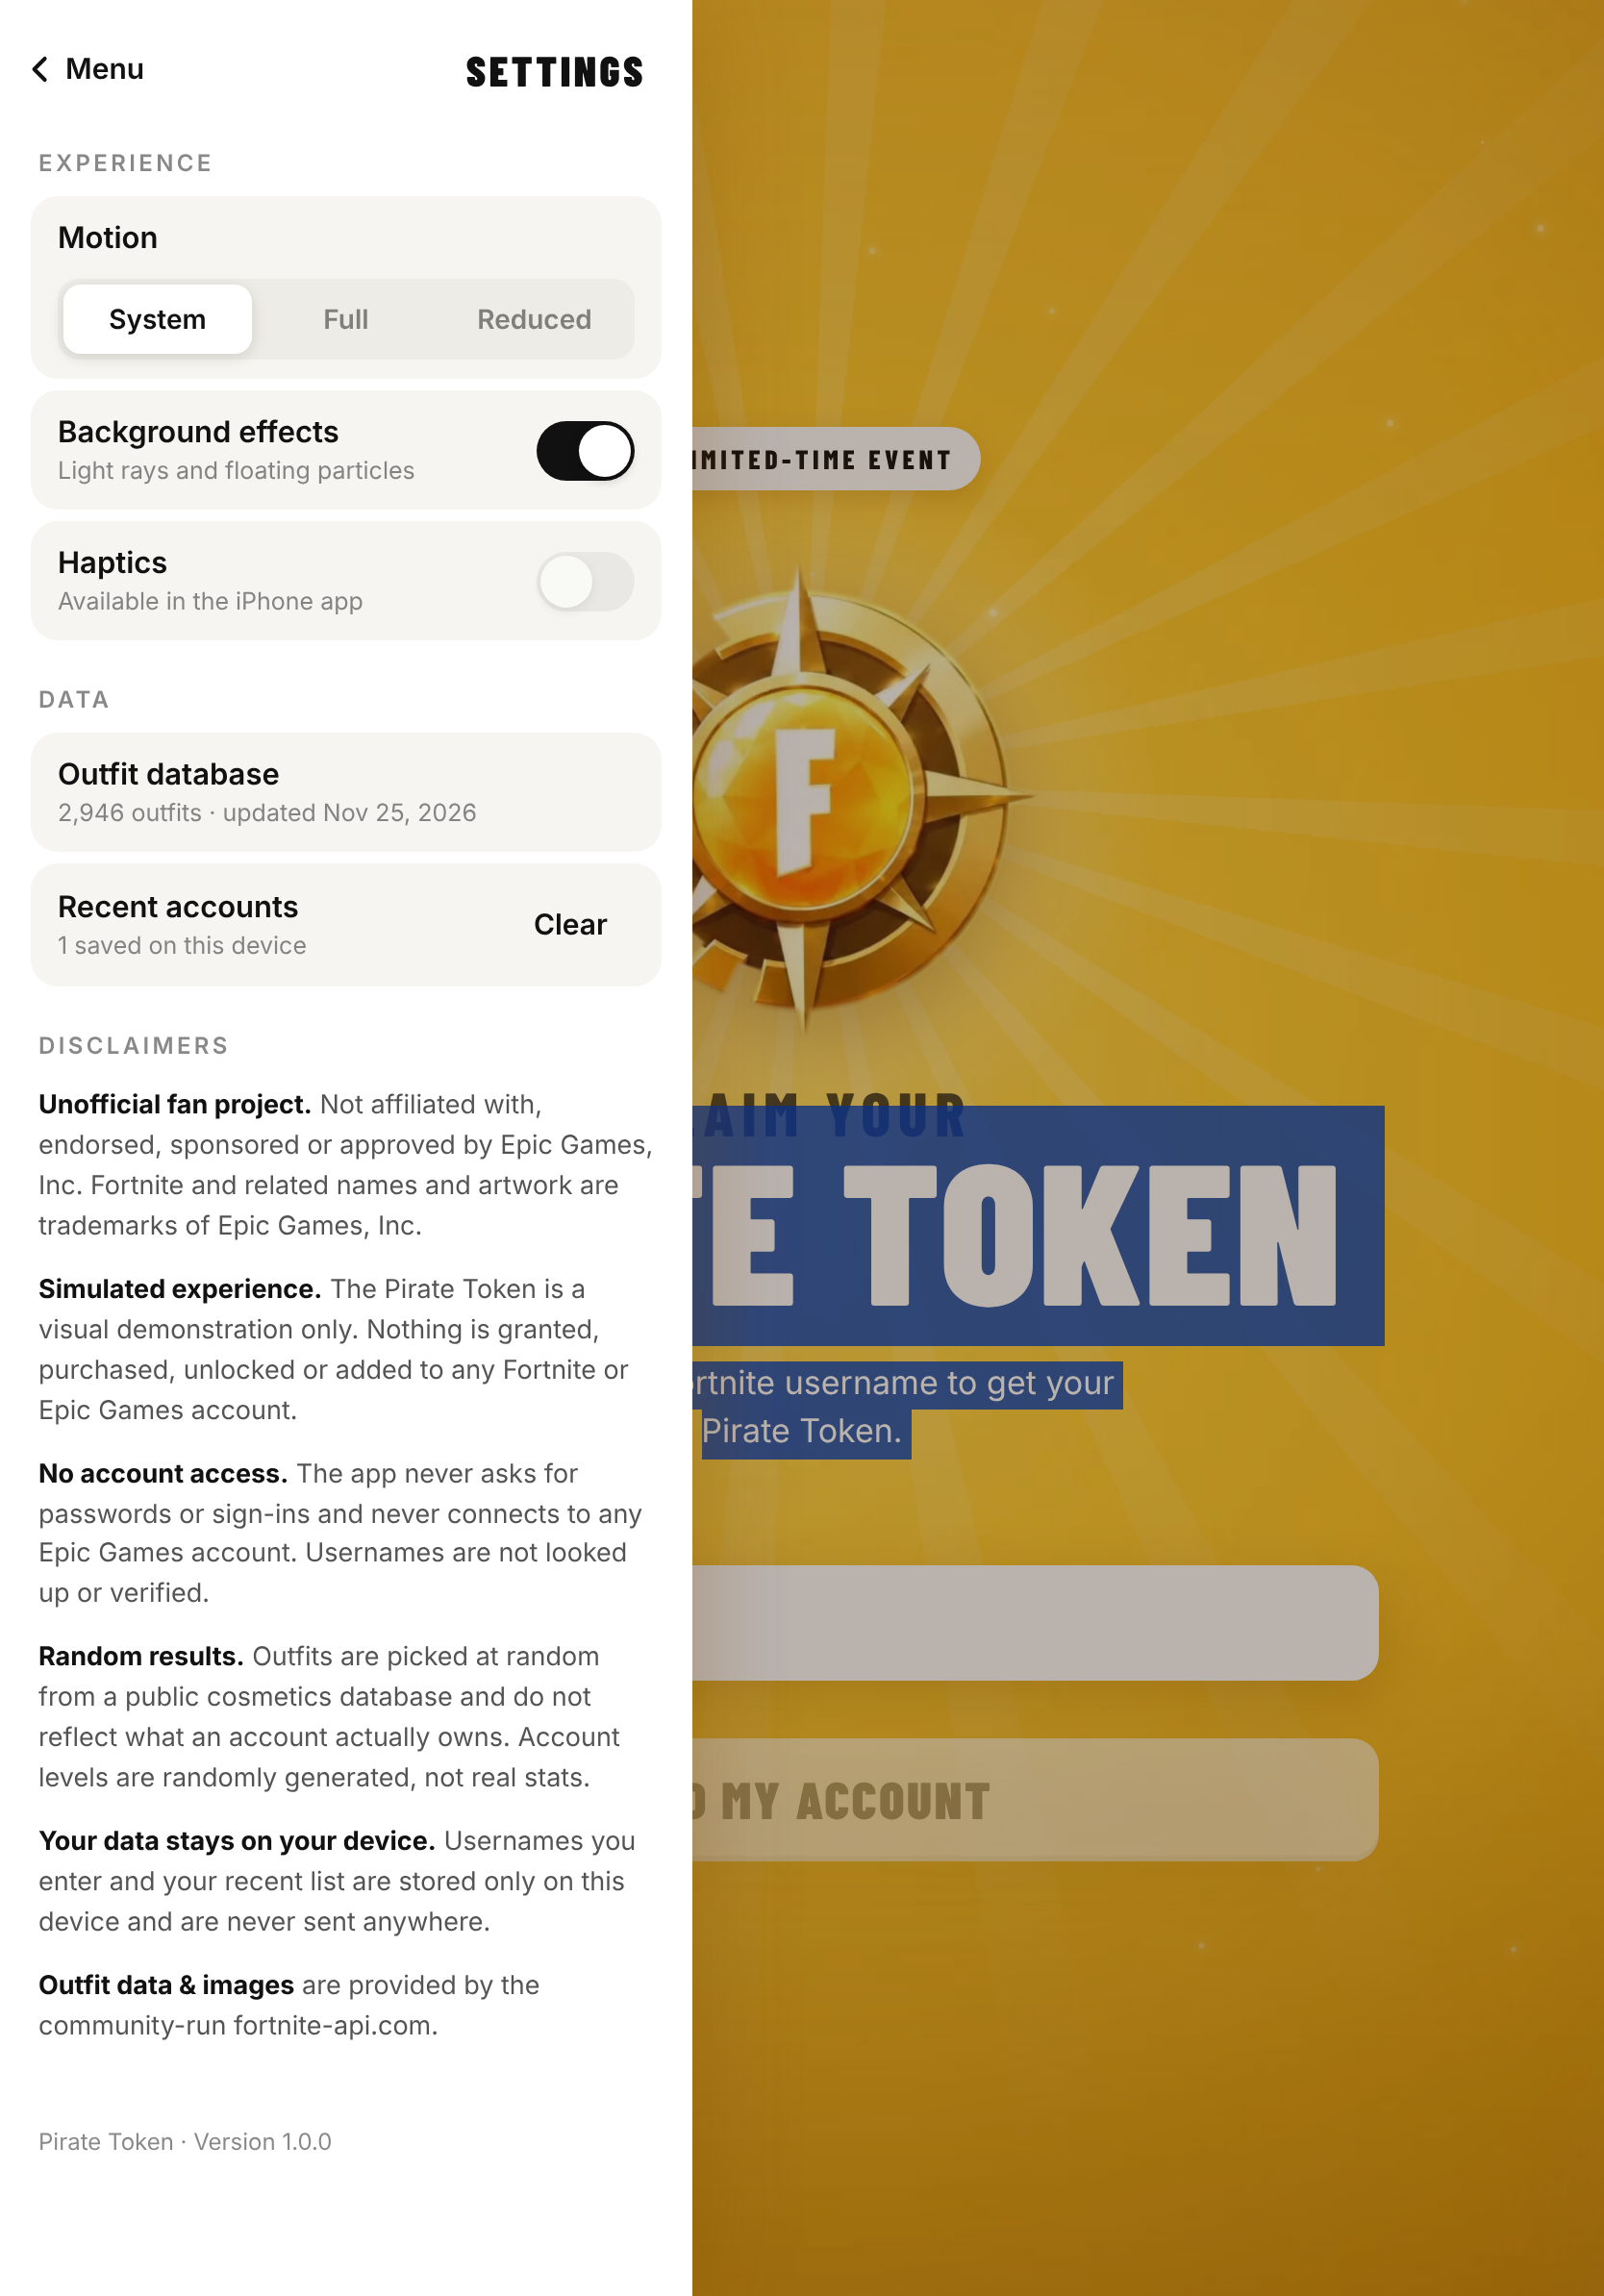 Menu
SETTINGS
EXPERIENCE
Motion
System Full Reduced
Background effects
Light rays and floating particles
Haptics
Available in the iPhone app
DATA
Outfit database
2,946 outfits · updated Nov 25, 2026
Recent accounts
1 saved on this device
Clear
DISCLAIMERS
Unofficial fan project. Not affiliated with,
endorsed, sponsored or approved by Epic Games,
Inc. Fortnite and related names and artwork are
trademarks of Epic Games, Inc.
Simulated experience. The Pirate Token is a
visual demonstration only. Nothing is granted,
purchased, unlocked or added to any Fortnite or
Epic Games account.
No account access. The app never asks for
passwords or sign-ins and never connects to any
Epic Games account. Usernames are not looked
up or verified.
Random results. Outfits are picked at random
from a public cosmetics database and do not
reflect what an account actually owns. Account
levels are randomly generated, not real stats.
Your data stays on your device. Usernames you
enter and your recent list are stored only on this
device and are never sent anywhere.
Outfit data & images are provided by the
community-run fortnite-api.com.
Pirate Token · Version 1.0.0
IMITED-TIME EVENT
F
AIM YOUR
TE TOKEN
ortnite username to get your
Pirate Token.
O MY ACCOUNT